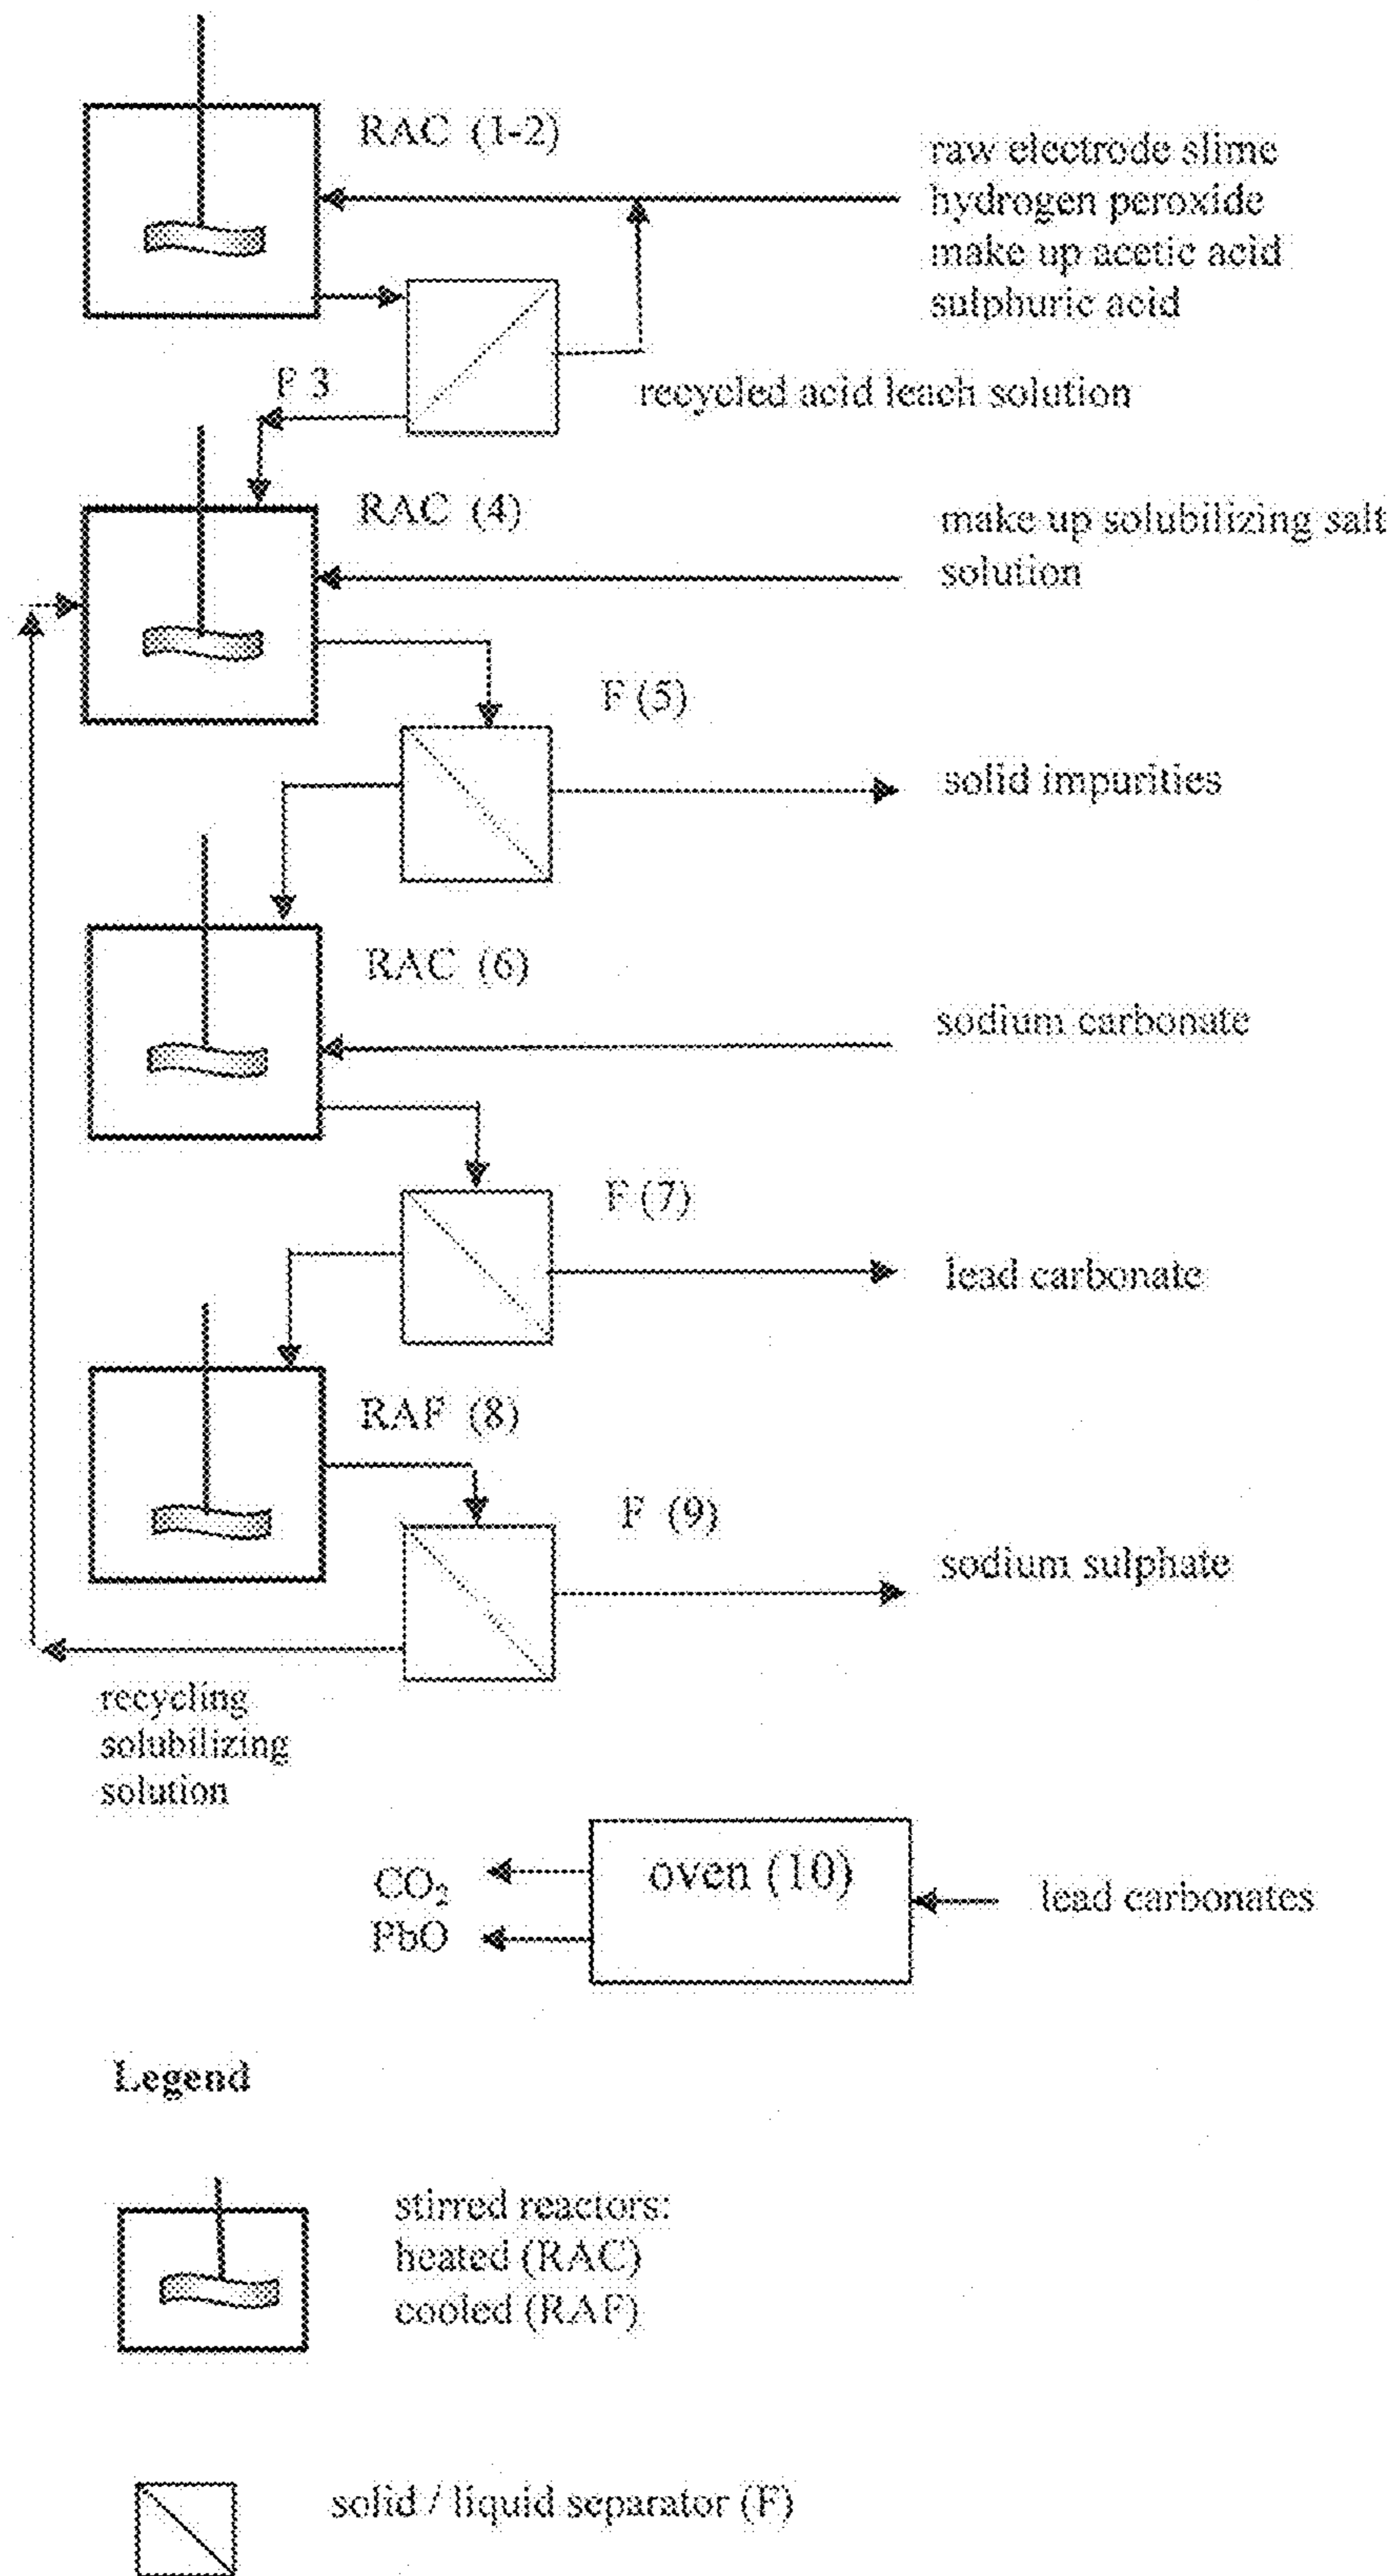 RAC (1-2)
raw electrode slime
hydrogen peroxide
make up acetic acid
sulphuric acid
F 3
recycled acid leach solution
RAC (4)
make up solubilizing salt
solution
F (5)
solid impurities
RAC (6)
sodium carbonate
F (7)
lead carbonate
RAF (8)
F (9)
sodium sulphate
recycling
solubilizing
solution
oven (10)
CO₂
PbO
lead carbonates
Legend
stirred reactors:
heated (RAC)
cooled (RAF)
solid / liquid separator (F)